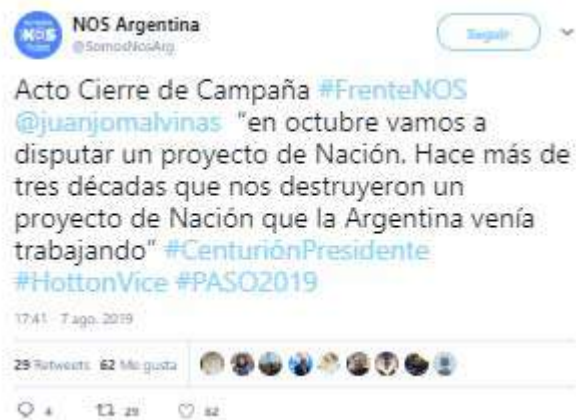 NOS
NOS Argentina
@SomosNosArg
Seguir
Acto Cierre de Campaña #FrenteNOS
@juanjomalvinas "en octubre vamos a
disputar un proyecto de Nación. Hace más de
tres décadas que nos destruyeron un
proyecto de Nación que la Argentina venía
trabajando" #CenturiónPresidente
#HottonVice #PASO2019
17:41 - 7 ago. 2019
29 Retweets 62 Me gusta
4 29 62